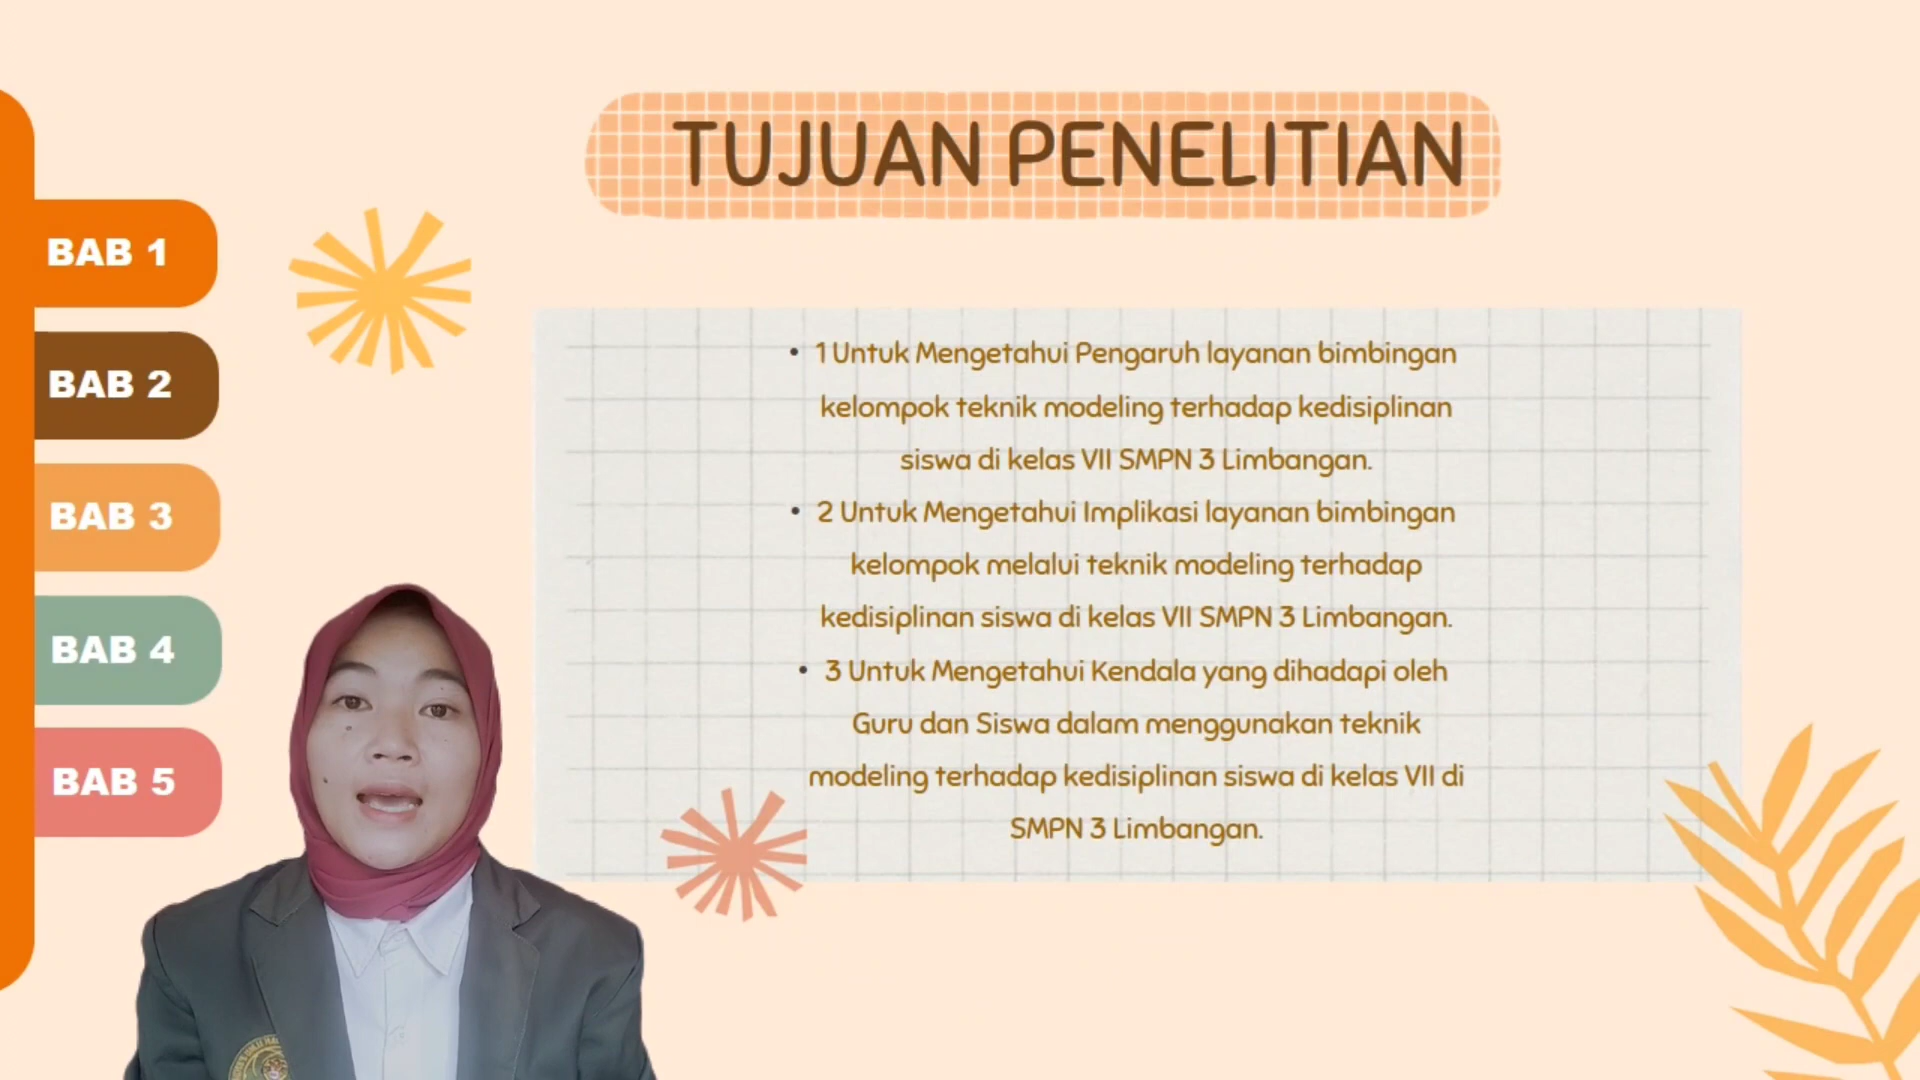 TUJUAN PENELITIAN
BAB 1
BAB 2
BAB 3
BAB 4
BAB 5
• 1 Untuk Mengetahui Pengaruh layanan bimbingan
kelompok teknik modeling terhadap kedisiplinan
siswa di kelas VII SMPN 3 Limbangan.
• 2 Untuk Mengetahui Implikasi layanan bimbingan
kelompok melalui teknik modeling terhadap
kedisiplinan siswa di kelas VII SMPN 3 Limbangan.
• 3 Untuk Mengetahui Kendala yang dihadapi oleh
Guru dan Siswa dalam menggunakan teknik
modeling terhadap kedisiplinan siswa di kelas VII di
SMPN 3 Limbangan.